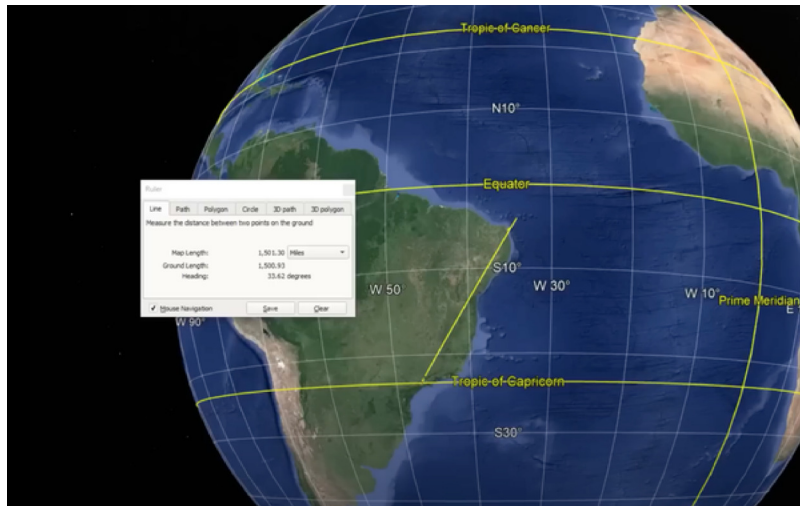 Tropic of Cancer
N10°
Ruler
Equator
Line Path Polygon Circle 3D path 3D polygon
Measure the distance between two points on the ground
Map Length: 1,501.30 Miles
Ground Length: 1,500.93
Heading: 33.62 degrees
S10°
W 50°
W 30°
W 10°
Prime Meridian
E
Mouse Navigation Save Clear
W 90°
Tropic of Capricorn
S30°